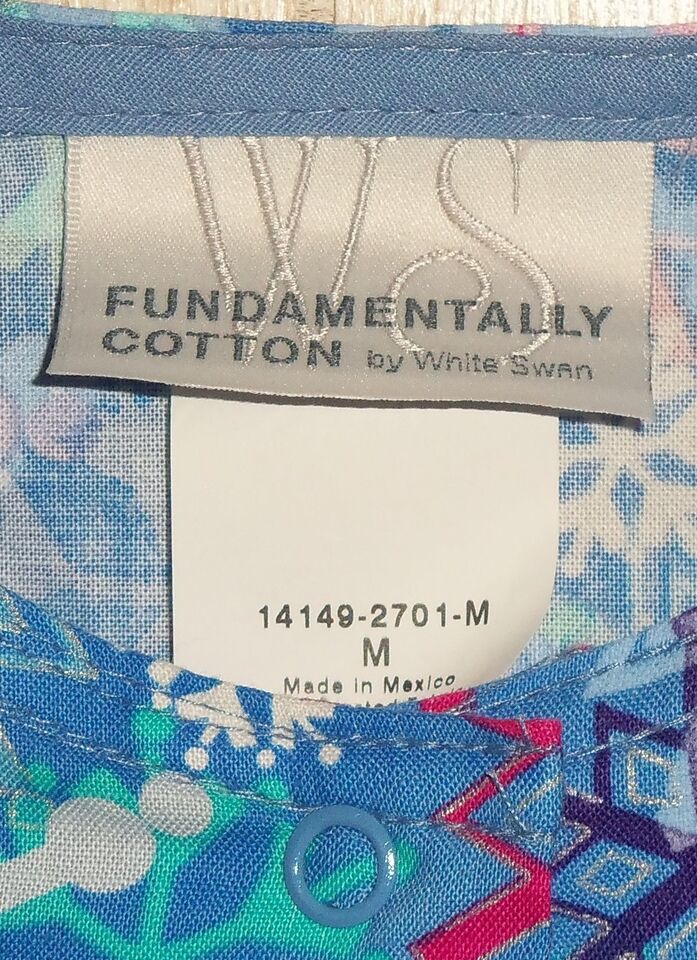 WS
FUNDAMENTALLY
COTTON by White Swan
14149-2701-M
M
Made in Mexico